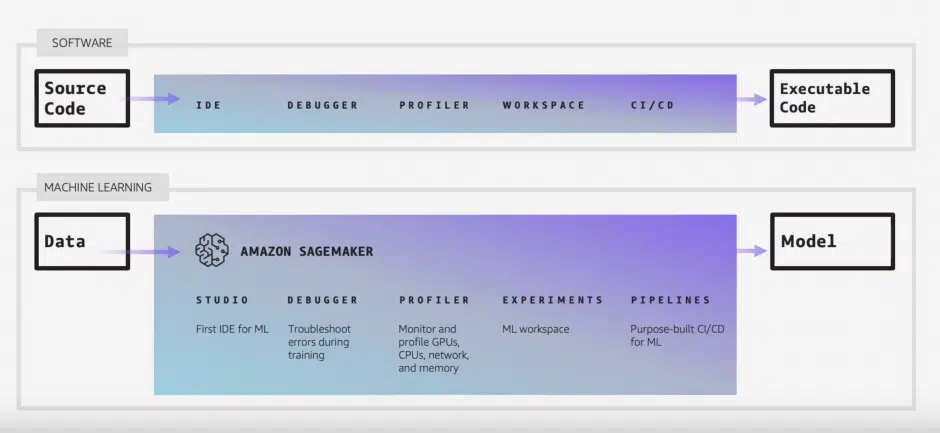 SOFTWARE
Source
Code
IDE DEBUGGER PROFILER WORKSPACE CI/CD
Executable
Code
MACHINE LEARNING
Data
AMAZON SAGEMAKER
Model
STUDIO DEBUGGER PROFILER EXPERIMENTS PIPELINES
First IDE for ML
Troubleshoot
errors during
training
Monitor and
profile GPUs,
CPUs, network,
and memory
ML workspace
Purpose-built CI/CD
for ML